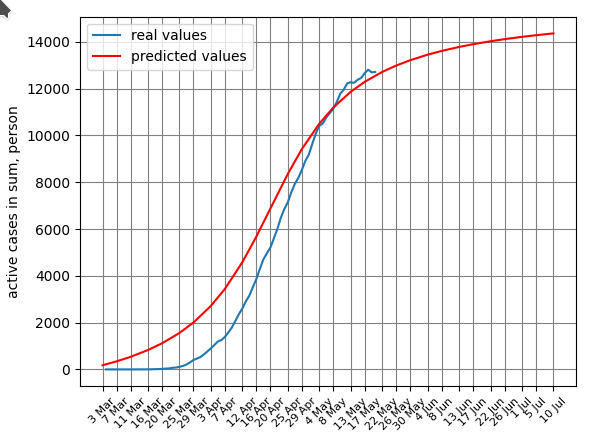 real values
predicted values
active cases in sum, person
14000
12000
10000
8000
6000
4000
2000
0
3 Mar
7 Mar
11 Mar
16 Mar
20 Mar
25 Mar
29 Mar
3 Apr
7 Apr
12 Apr
16 Apr
20 Apr
25 Apr
29 Apr
4 May
8 May
13 May
17 May
22 May
26 May
30 May
4 Jun
8 Jun
13 Jun
17 Jun
22 Jun
26 Jun
1 Jul
5 Jul
10 Jul